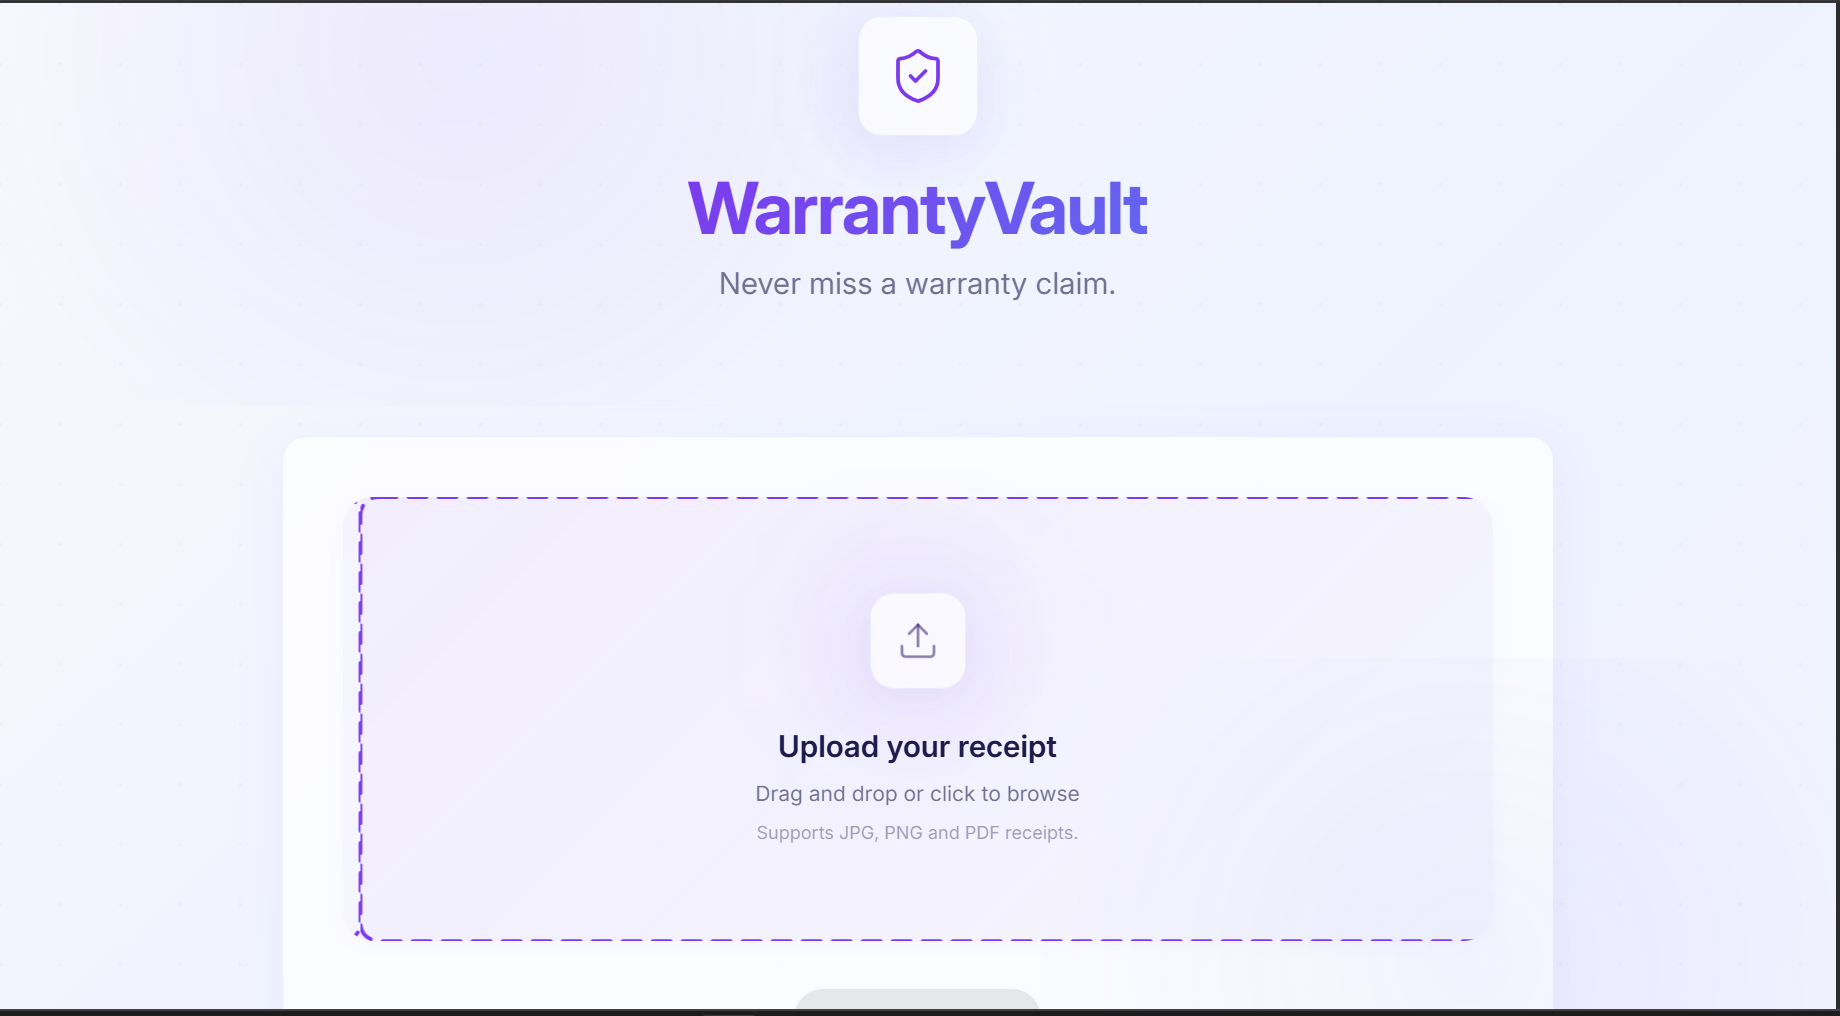 WarrantyVault
Never miss a warranty claim.
Upload your receipt
Drag and drop or click to browse
Supports JPG, PNG and PDF receipts.